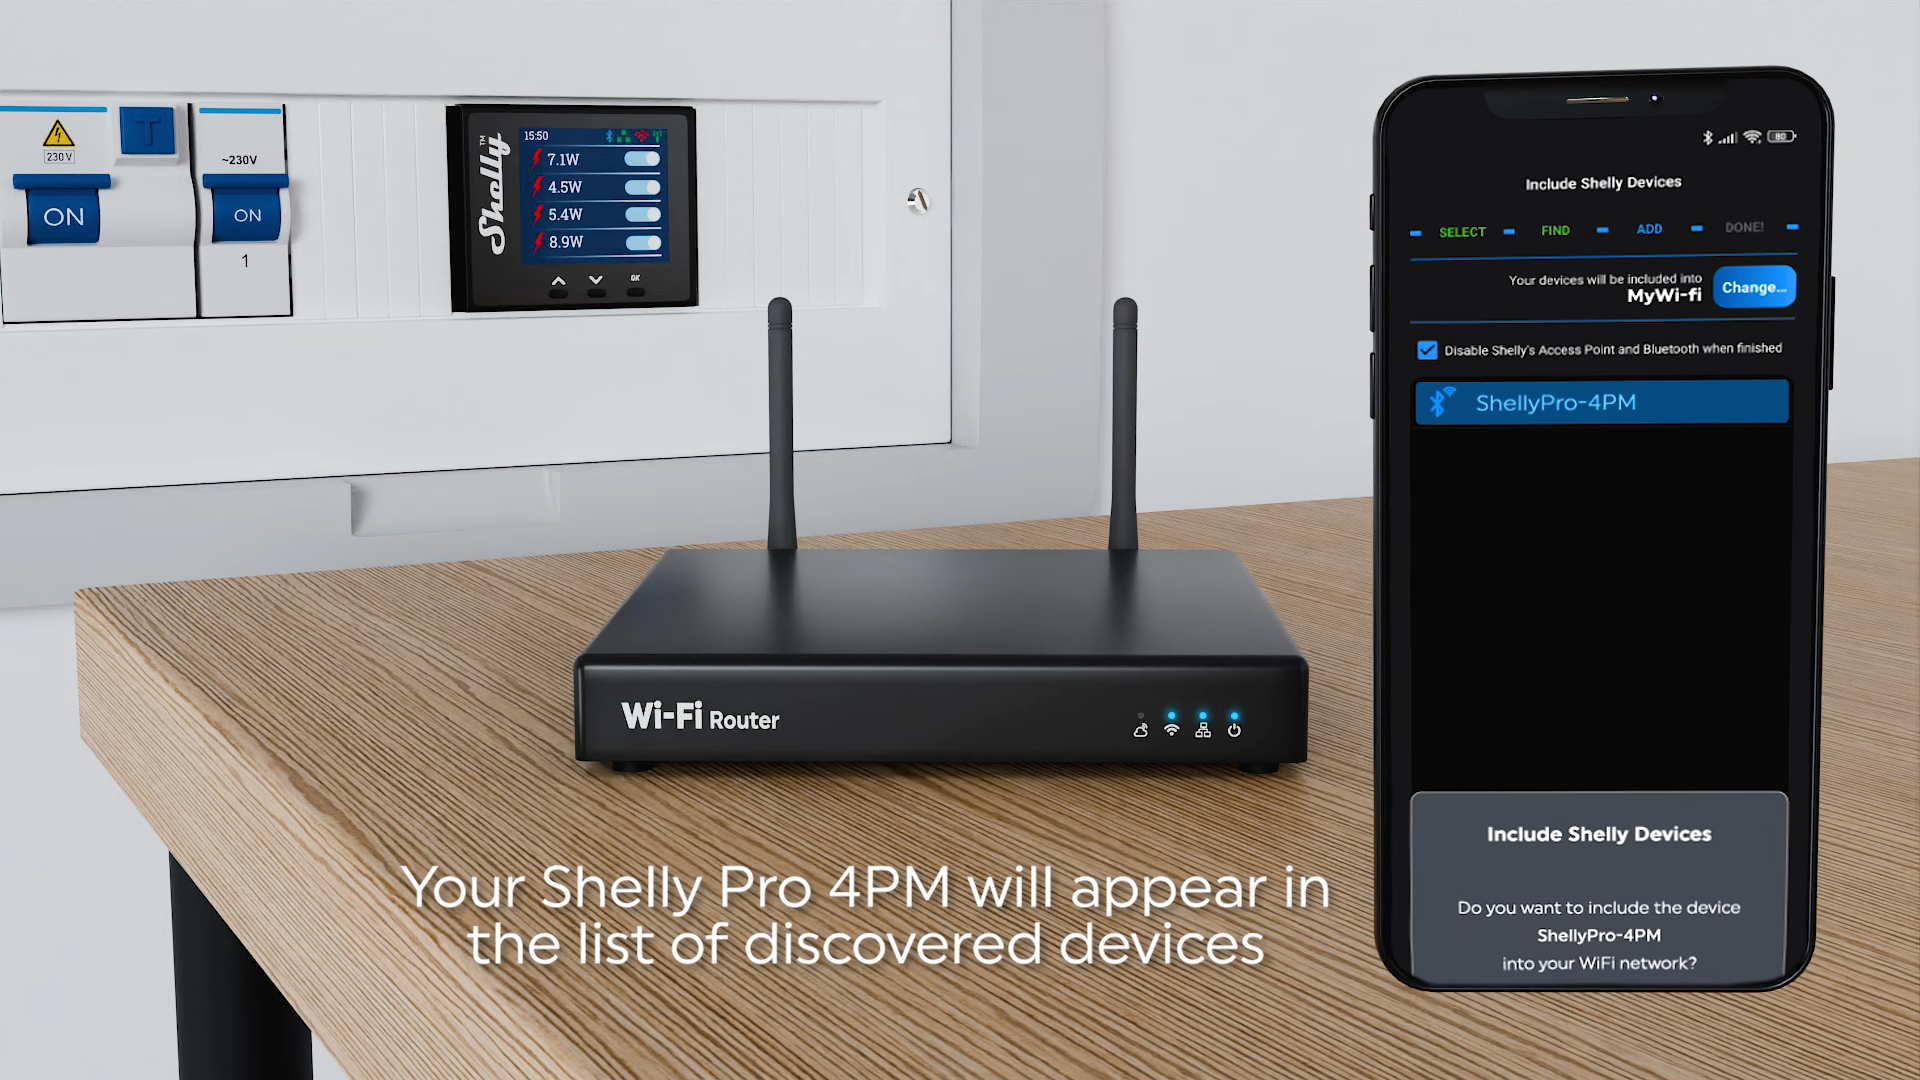 230V
T
ON
~230V
ON
1
Shelly™
15:50
7.1W
4.5W
5.4W
8.9W
OK
Wi-Fi Router
Your Shelly Pro 4PM will appear in
the list of discovered devices
80
Include Shelly Devices
SELECT FIND ADD DONE!
Your devices will be included into
MyWi-fi
Change...
Disable Shelly's Access Point and Bluetooth when finished
ShellyPro-4PM
Include Shelly Devices
Do you want to include the device
ShellyPro-4PM
into your WiFi network?